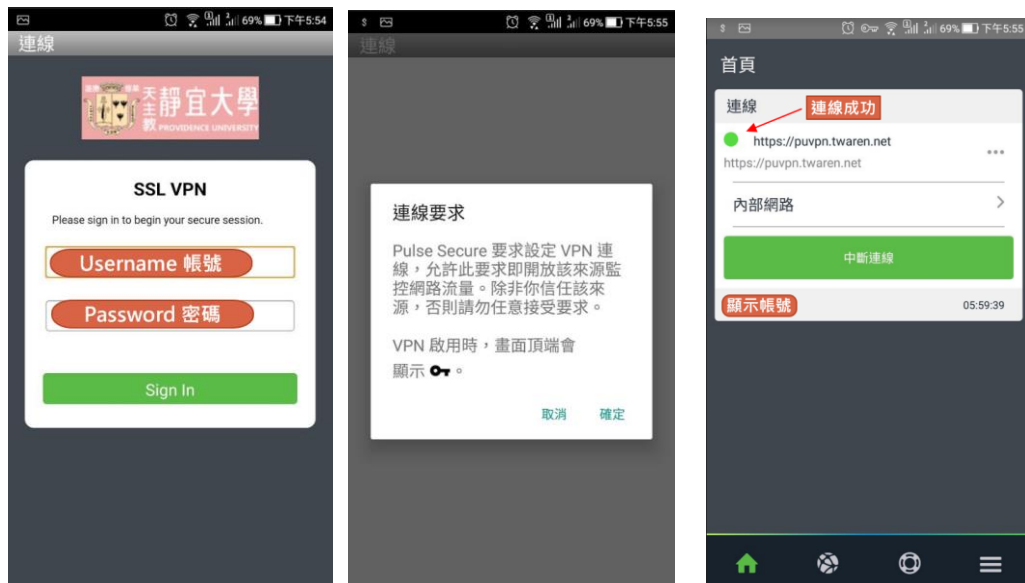 69% 下午5:54
連線
天主教 靜宜大學
PROVIDENCE UNIVERSITY
SSL VPN
Please sign in to begin your secure session.
Username 帳號
Password 密碼
Sign In
69% 下午5:55
連線
連線要求
Pulse Secure 要求設定 VPN 連
線，允許此要求即開放該來源監
控網路流量。除非你信任該來
源，否則請勿任意接受要求。
VPN 啟用時，畫面頂端會
顯示 。
取消 確定
69% 下午5:55
首頁
連線
連線成功
https://puvpn.twaren.net
https://puvpn.twaren.net
內部網路
中斷連線
顯示帳號 05:59:39